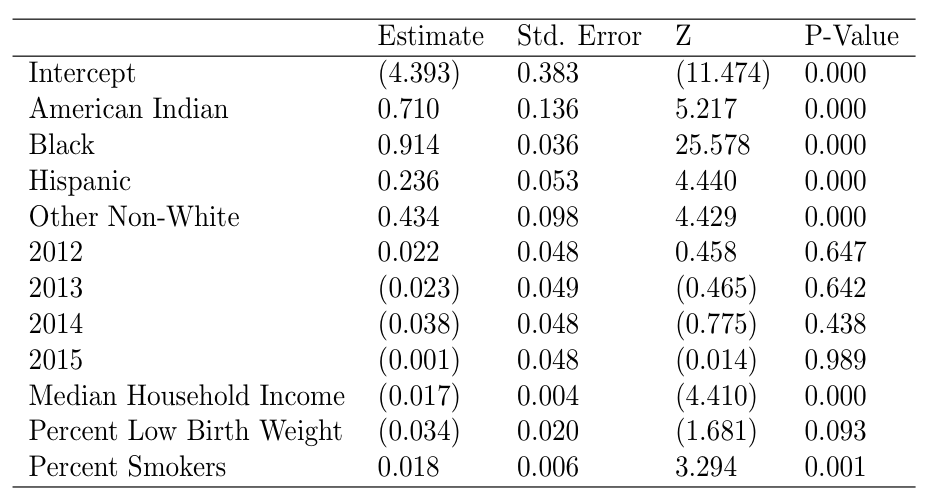 Estimate Std. Error Z P-Value
Intercept (4.393) 0.383 (11.474) 0.000
American Indian 0.710 0.136 5.217 0.000
Black 0.914 0.036 25.578 0.000
Hispanic 0.236 0.053 4.440 0.000
Other Non-White 0.434 0.098 4.429 0.000
2012 0.022 0.048 0.458 0.647
2013 (0.023) 0.049 (0.465) 0.642
2014 (0.038) 0.048 (0.775) 0.438
2015 (0.001) 0.048 (0.014) 0.989
Median Household Income (0.017) 0.004 (4.410) 0.000
Percent Low Birth Weight (0.034) 0.020 (1.681) 0.093
Percent Smokers 0.018 0.006 3.294 0.001